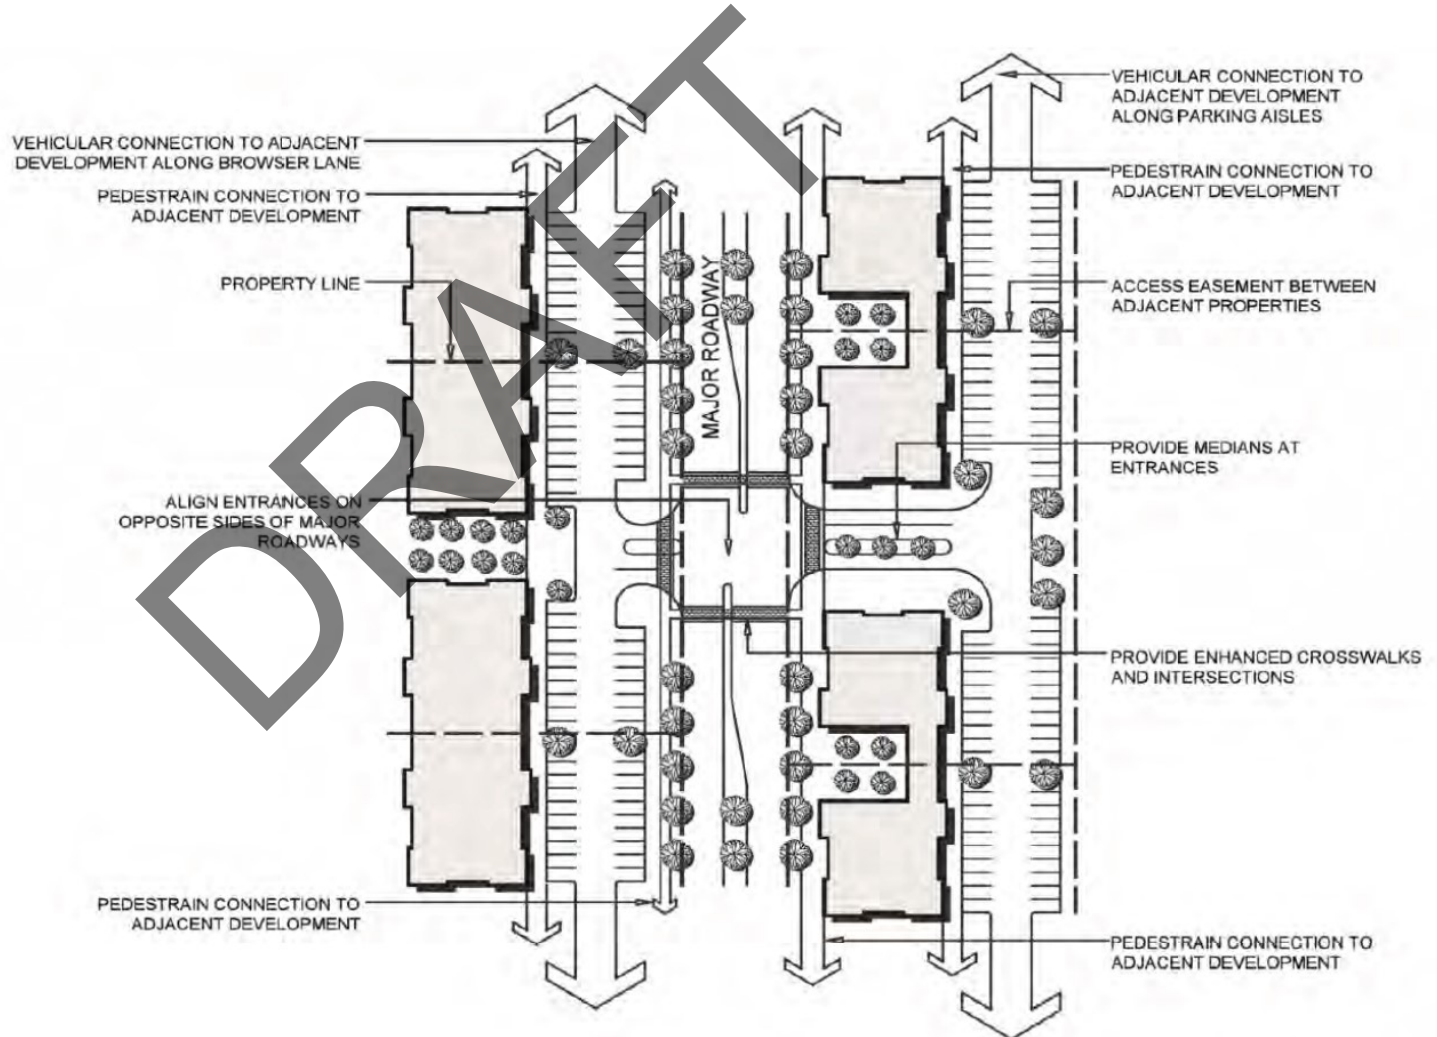 VEHICULAR CONNECTION TO ADJACENT
DEVELOPMENT ALONG BROWSER LANE
PEDESTRAIN CONNECTION TO
ADJACENT DEVELOPMENT
PROPERTY LINE
ALIGN ENTRANCES ON
OPPOSITE SIDES OF MAJOR
ROADWAYS
PEDESTRAIN CONNECTION TO
ADJACENT DEVELOPMENT
MAJOR ROADWAY
VEHICULAR CONNECTION TO
ADJACENT DEVELOPMENT
ALONG PARKING AISLES
PEDESTRAIN CONNECTION TO
ADJACENT DEVELOPMENT
ACCESS EASEMENT BETWEEN
ADJACENT PROPERTIES
PROVIDE MEDIANS AT
ENTRANCES
PROVIDE ENHANCED CROSSWALKS
AND INTERSECTIONS
PEDESTRAIN CONNECTION TO
ADJACENT DEVELOPMENT
DRAFT